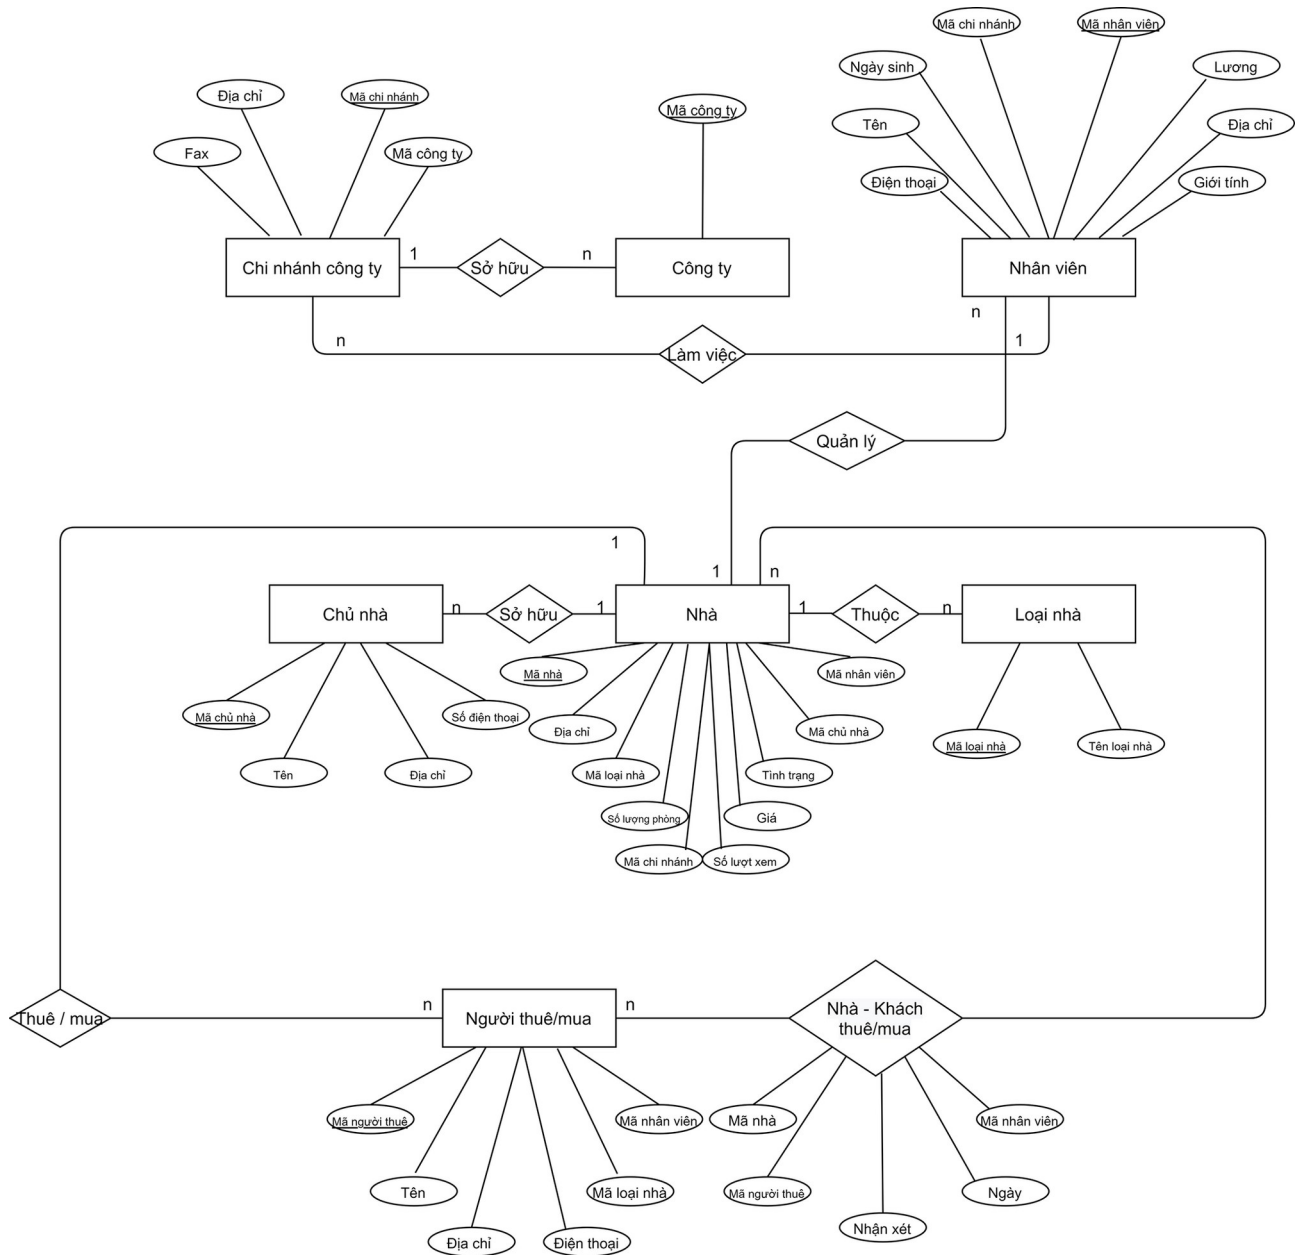 Mã chi nhánh
Mã nhân viên
Ngày sinh
Lương
Địa chỉ
Mã chi nhánh
Mã công ty
Tên
Địa chỉ
Fax
Mã công ty
Điện thoại
Giới tính
Chi nhánh công ty
1
Sở hữu
n
Công ty
Nhân viên
n
n
Làm việc
1
Quản lý
1
1
n
Chủ nhà
n
Sở hữu
1
Nhà
1
Thuộc
n
Loại nhà
Mã nhà
Mã nhân viên
Mã chủ nhà
Số điện thoại
Địa chỉ
Mã chủ nhà
Mã loại nhà
Tên loại nhà
Tên
Địa chỉ
Mã loại nhà
Tình trạng
Số lượng phòng
Giá
Mã chi nhánh
Số lượt xem
Thuê / mua
n
Người thuê/mua
n
Nhà - Khách
thuê/mua
Mã người thuê
Mã nhân viên
Mã nhà
Mã nhân viên
Tên
Mã loại nhà
Mã người thuê
Ngày
Địa chỉ
Điện thoại
Nhận xét